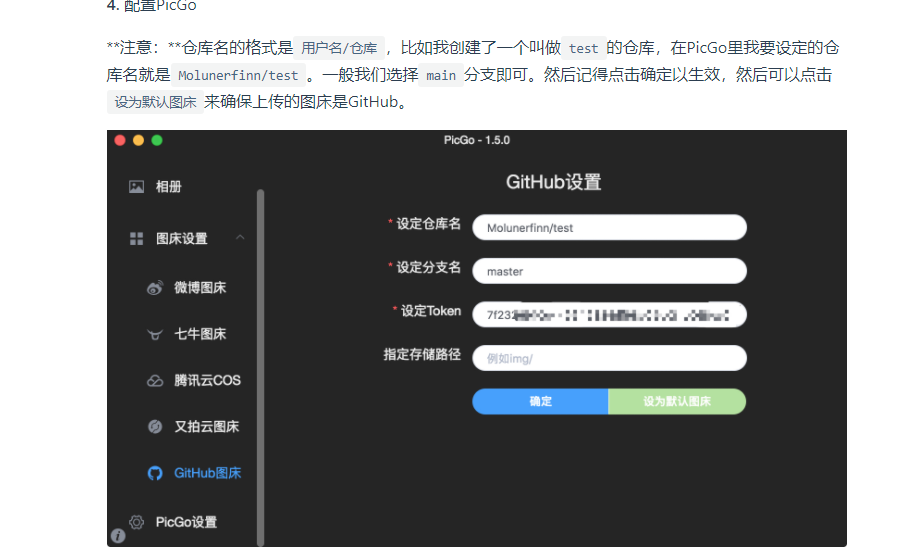 4. 配置PicGo
**注意：**仓库名的格式是 用户名/仓库 ，比如我创建了一个叫做 test 的仓库，在PicGo里我要设定的仓
库名就是 Molunerfinn/test 。一般我们选择 main 分支即可。然后记得点击确定以生效，然后可以点击
设为默认图床 来确保上传的图床是GitHub。
PicGo - 1.5.0
相册
图床设置
微博图床
七牛图床
腾讯云COS
又拍云图床
GitHub图床
PicGo设置
GitHub设置
* 设定仓库名 Molunerfinn/test
* 设定分支名 master
* 设定Token 7f232
指定存储路径 例如img/
确定 设为默认图床